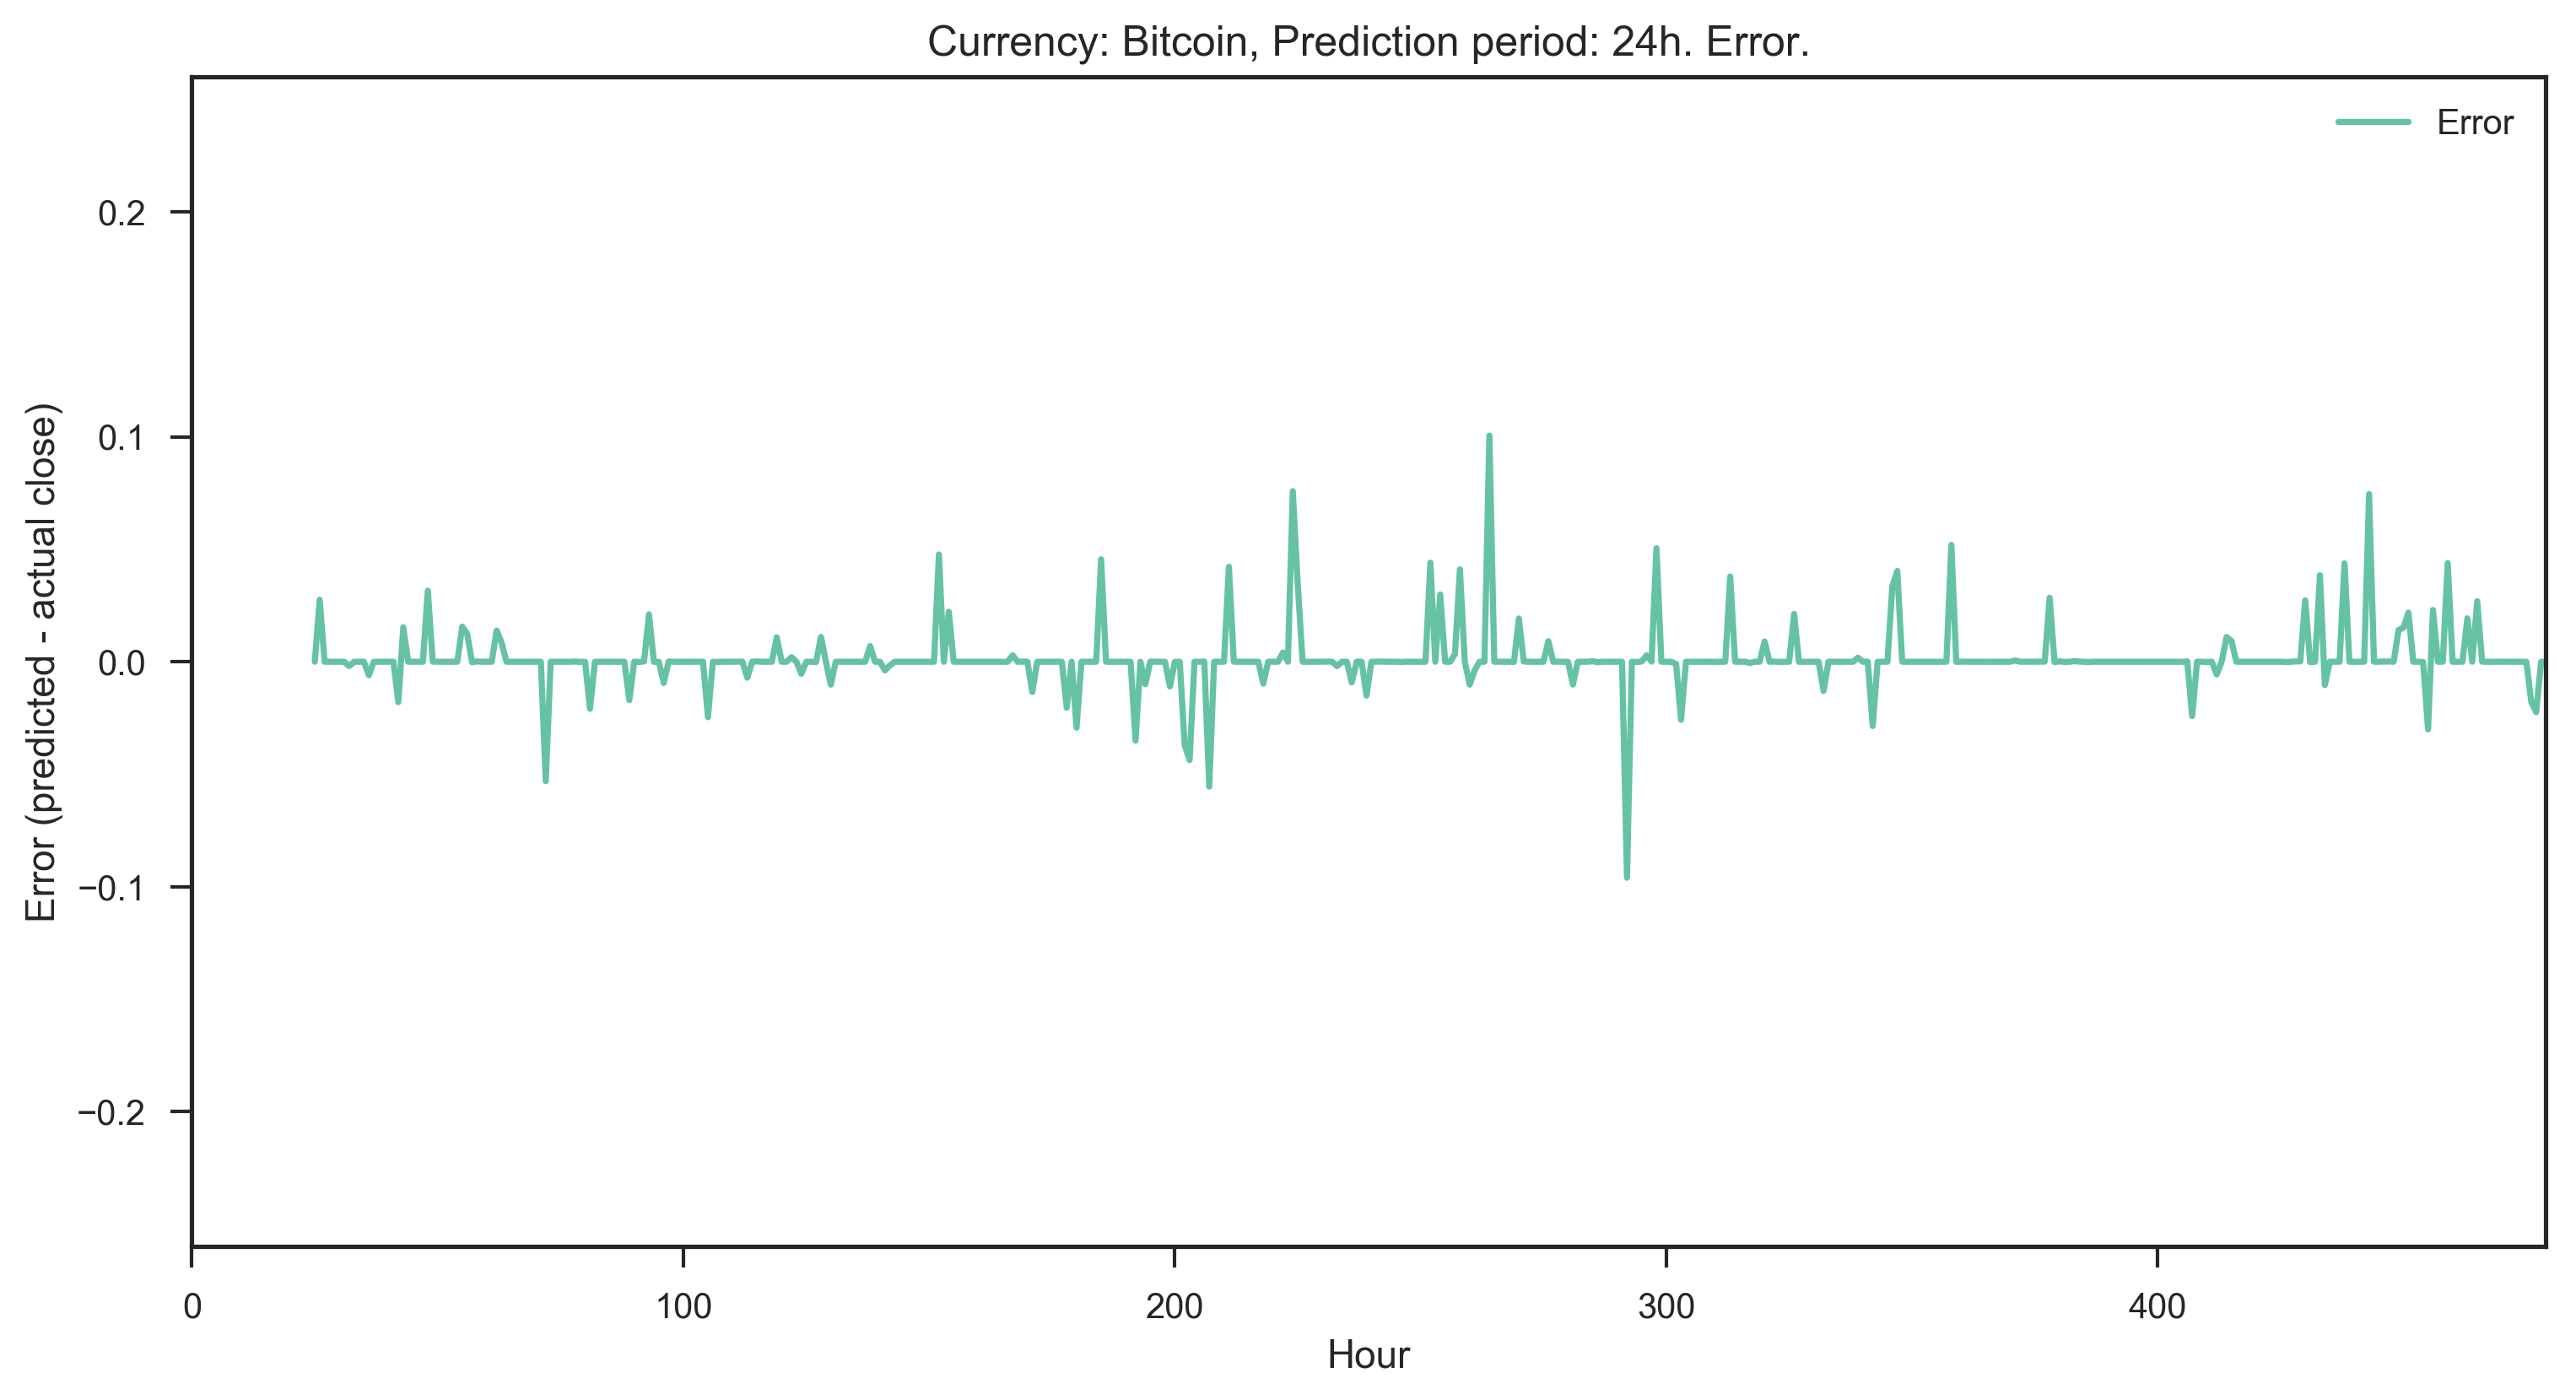 Currency: Bitcoin, Prediction period: 24h. Error.
Error
0.2
0.1
0.0
−0.1
−0.2
Error (predicted - actual close)
0 100 200 300 400
Hour